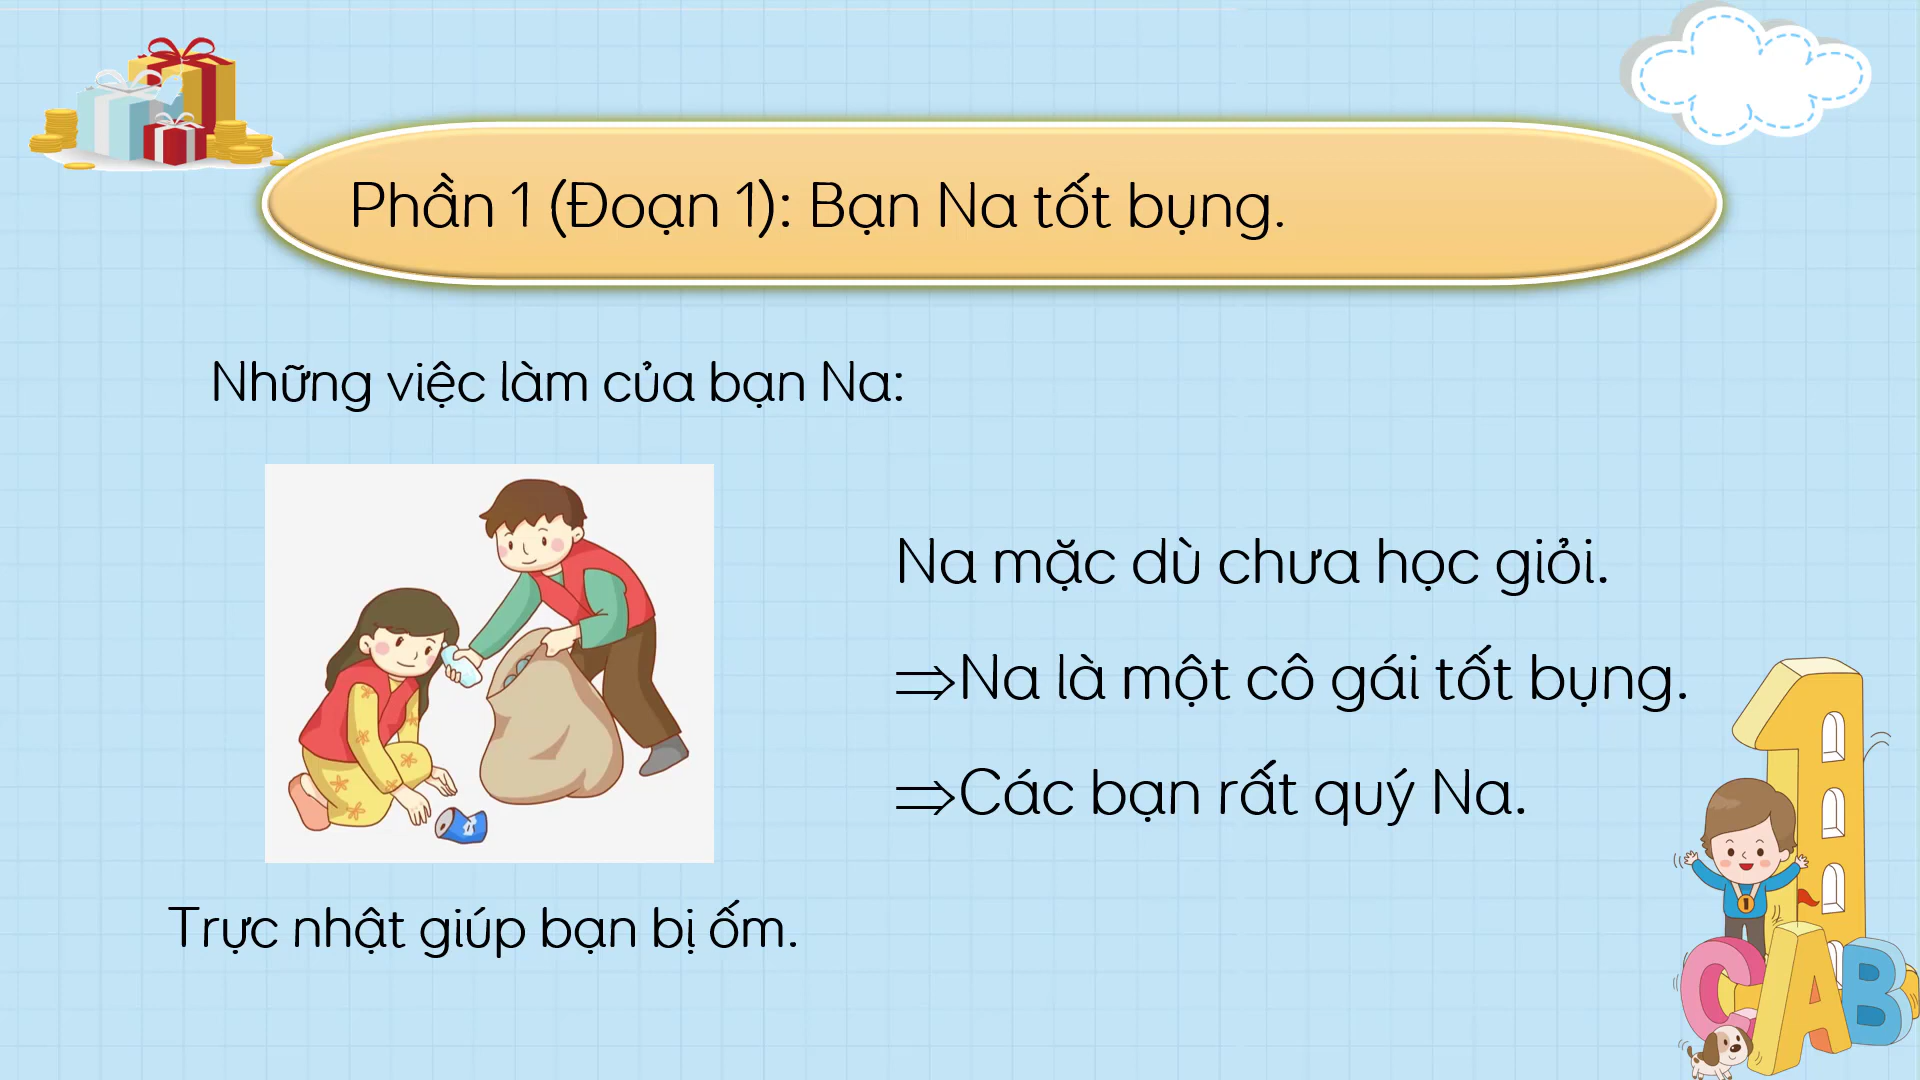 Phần 1 (Đoạn 1): Bạn Na tốt bụng.
Những việc làm của bạn Na:
Na mặc dù chưa học giỏi.
⇒Na là một cô gái tốt bụng.
⇒Các bạn rất quý Na.
Trực nhật giúp bạn bị ốm.
1
1
C A B